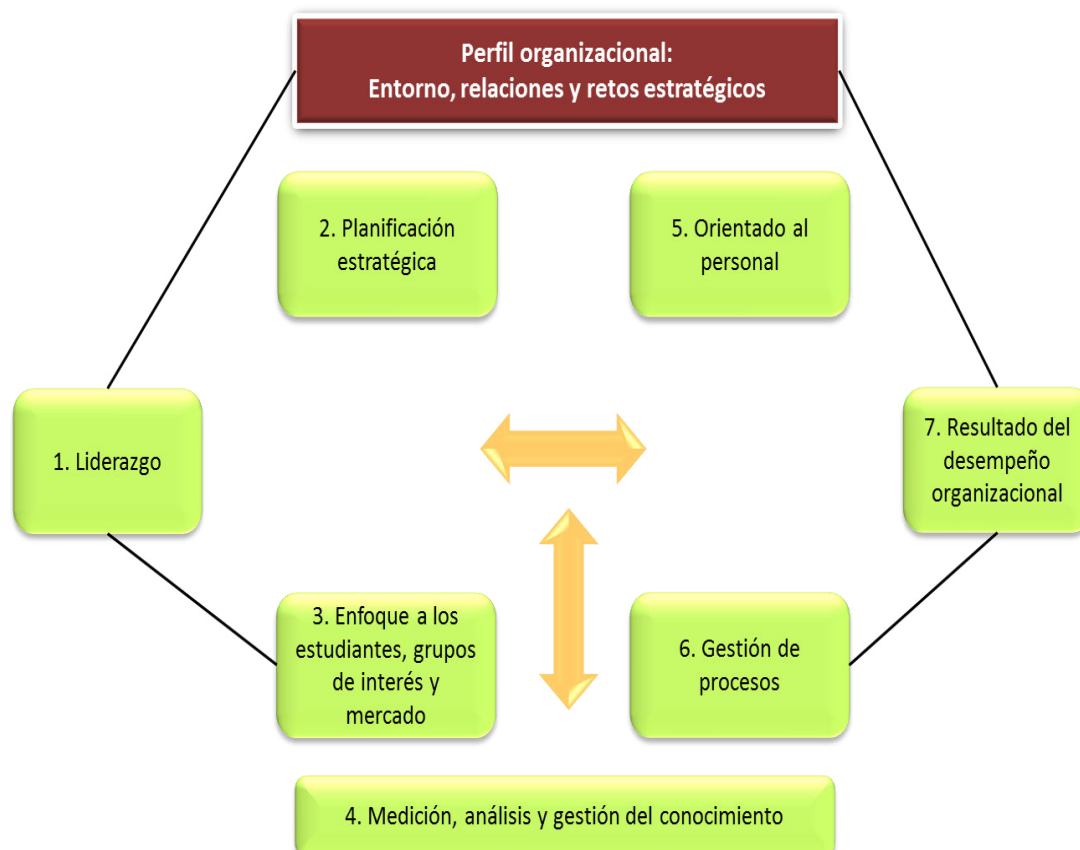 Perfil organizacional:
Entorno, relaciones y retos estratégicos
2. Planificación
estratégica
5. Orientado al
personal
1. Liderazgo
7. Resultado del
desempeño
organizacional
3. Enfoque a los
estudiantes, grupos
de interés y
mercado
6. Gestión de
procesos
4. Medición, análisis y gestión del conocimiento